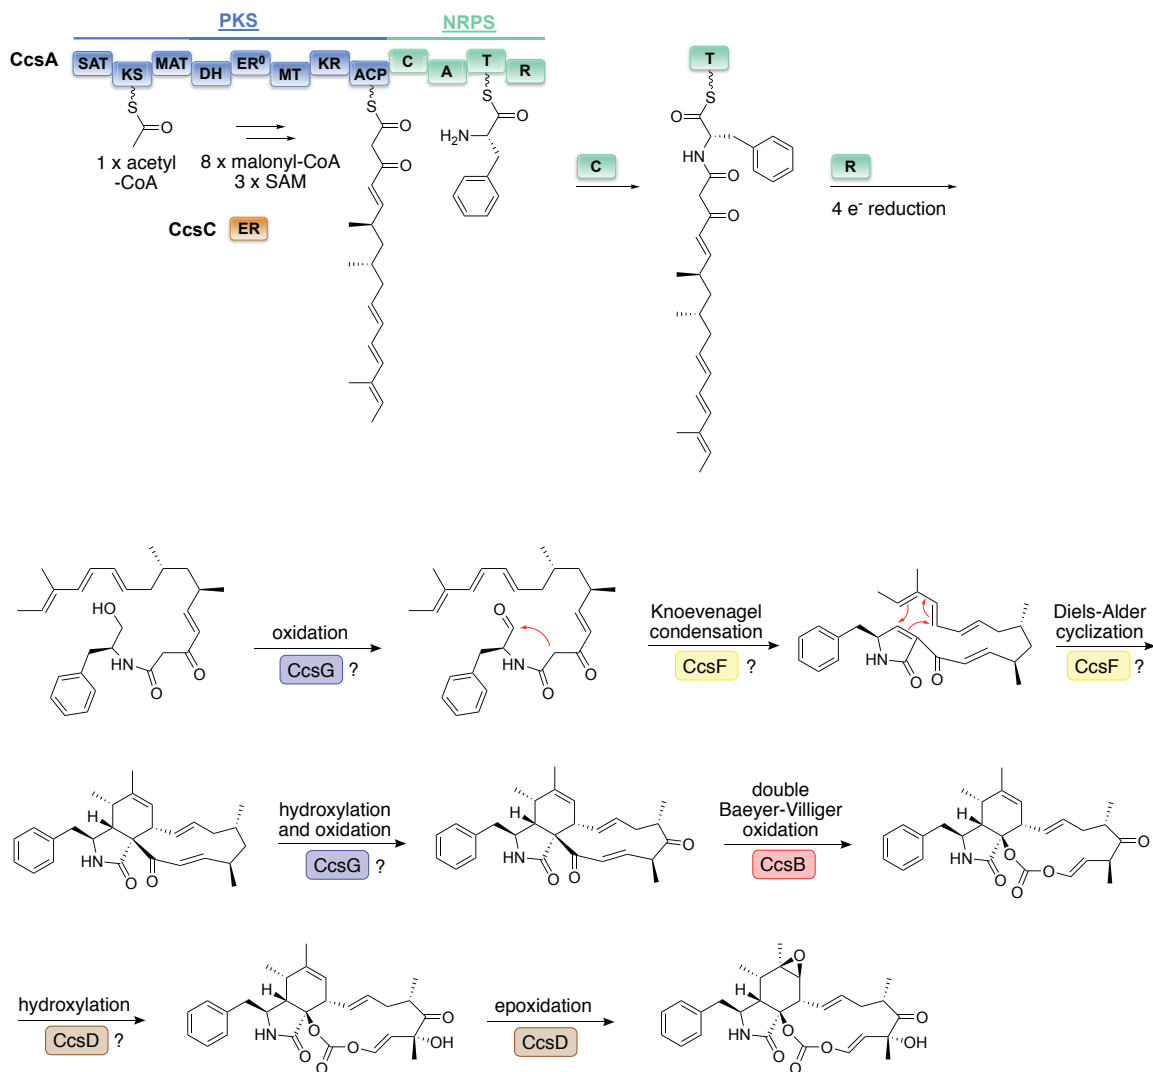 PKS NRPS
CcsA SAT KS MAT DH ER⁰ MT KR ACP C A T R
S S S
O O O
H₂N
O
1 x acetyl
-CoA
8 x malonyl-CoA
3 x SAM
CcsC ER
C
T
S
O
HN O
O
R
4 e⁻ reduction
HO
HN
O O
oxidation
CcsG ?
O
HN
O O
Knoevenagel
condensation
CcsF ?
HN
O O
Diels-Alder
cyclization
CcsF ?
H
HN
O O
hydroxylation
and oxidation
CcsG ?
H
O
HN
O O
double
Baeyer-Villiger
oxidation
CcsB
H
O
HN
O O
O O
hydroxylation
CcsD ?
H
O
HN OH
O O
O O
epoxidation
CcsD
O
H
O
HN OH
O O
O O